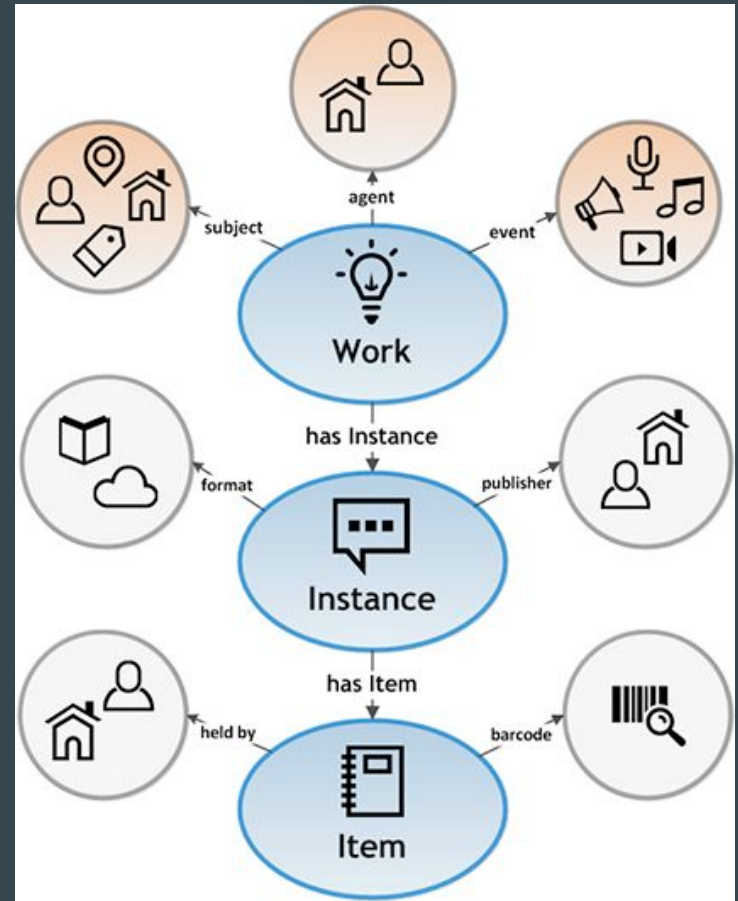 agent
subject
event
Work
has Instance
format
publisher
Instance
has Item
held by
barcode
Item